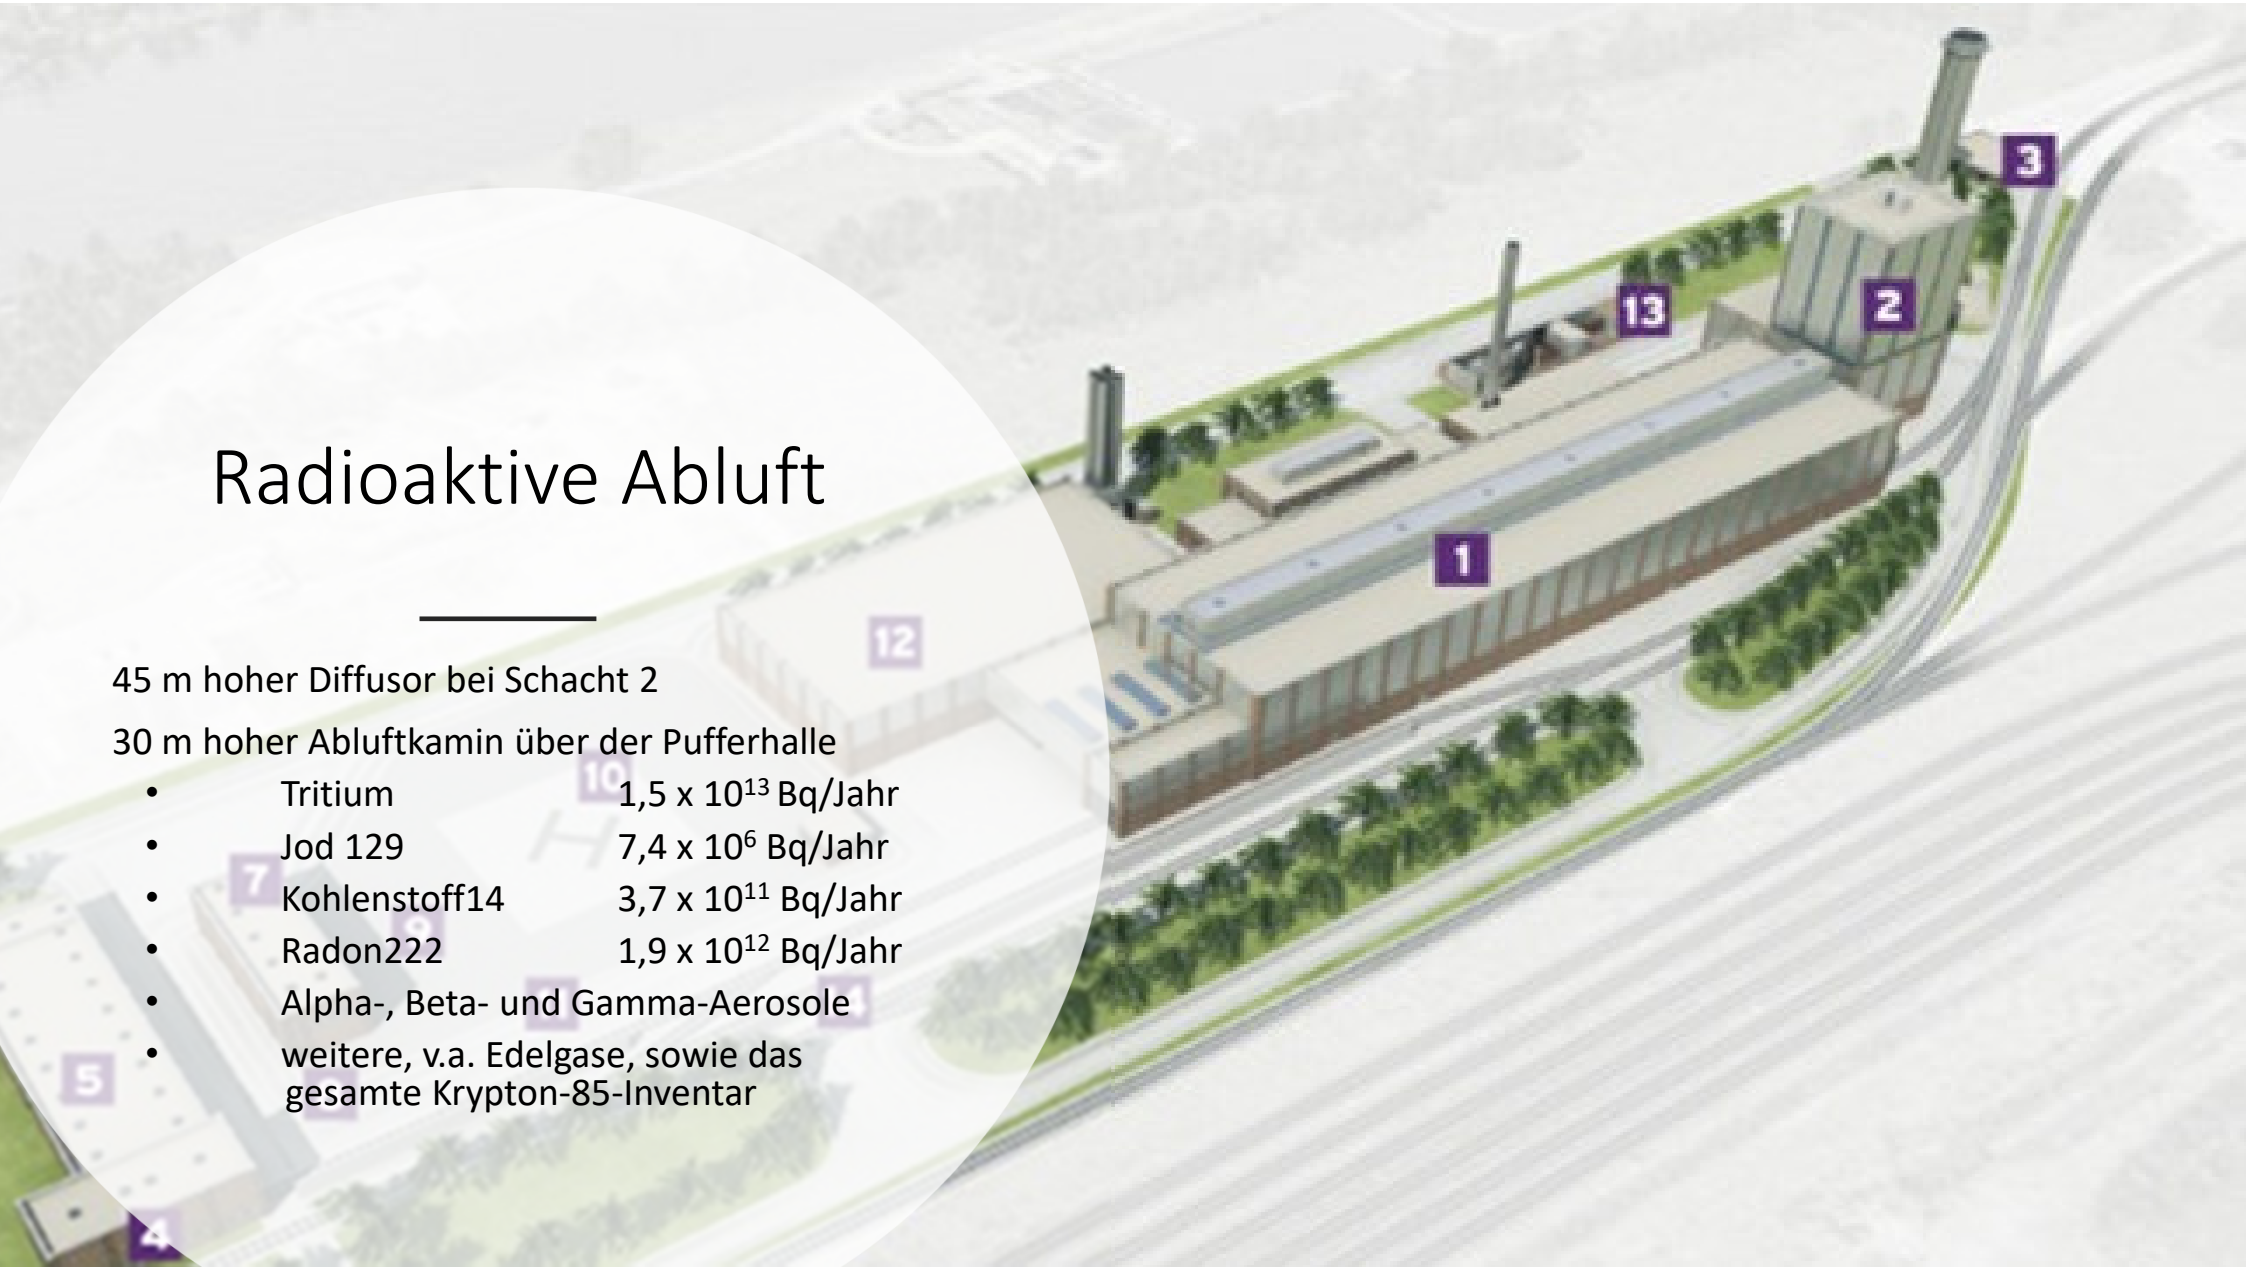 Radioaktive Abluft
45 m hoher Diffusor bei Schacht 2
30 m hoher Abluftkamin über der Pufferhalle
• Tritium 1,5 x 10¹³ Bq/Jahr
• Jod 129 7,4 x 10⁶ Bq/Jahr
• Kohlenstoff14 3,7 x 10¹¹ Bq/Jahr
• Radon222 1,9 x 10¹² Bq/Jahr
• Alpha-, Beta- und Gamma-Aerosole
• weitere, v.a. Edelgase, sowie das
gesamte Krypton-85-Inventar
3
13
2
1
12
10
7
9
4
5
4